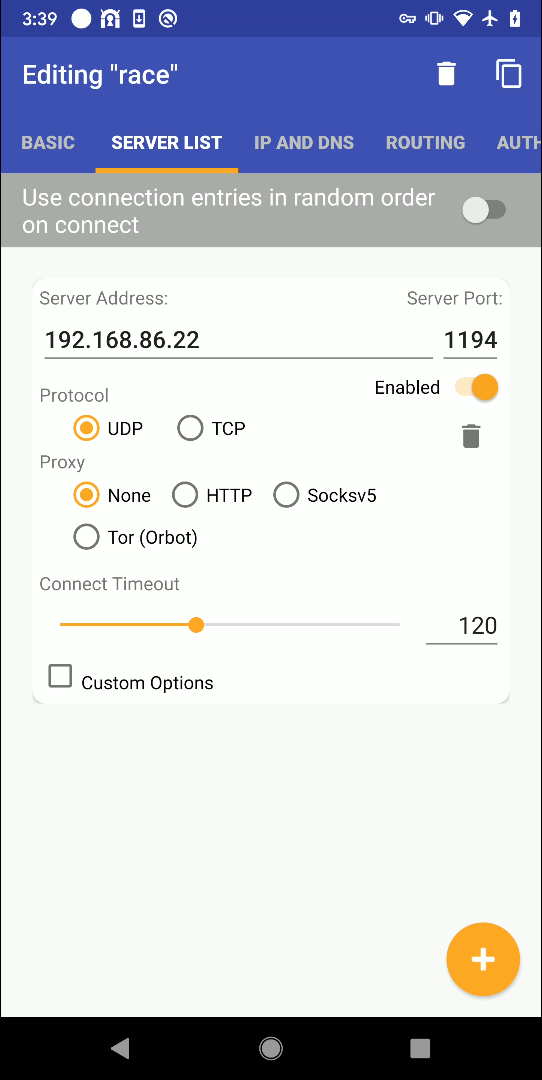 3:39
Editing "race"
BASIC SERVER LIST IP AND DNS ROUTING AUTH
Use connection entries in random order
on connect
Server Address: Server Port:
192.168.86.22 1194
Enabled
Protocol
UDP TCP
Proxy
None HTTP Socksv5
Tor (Orbot)
Connect Timeout
120
Custom Options